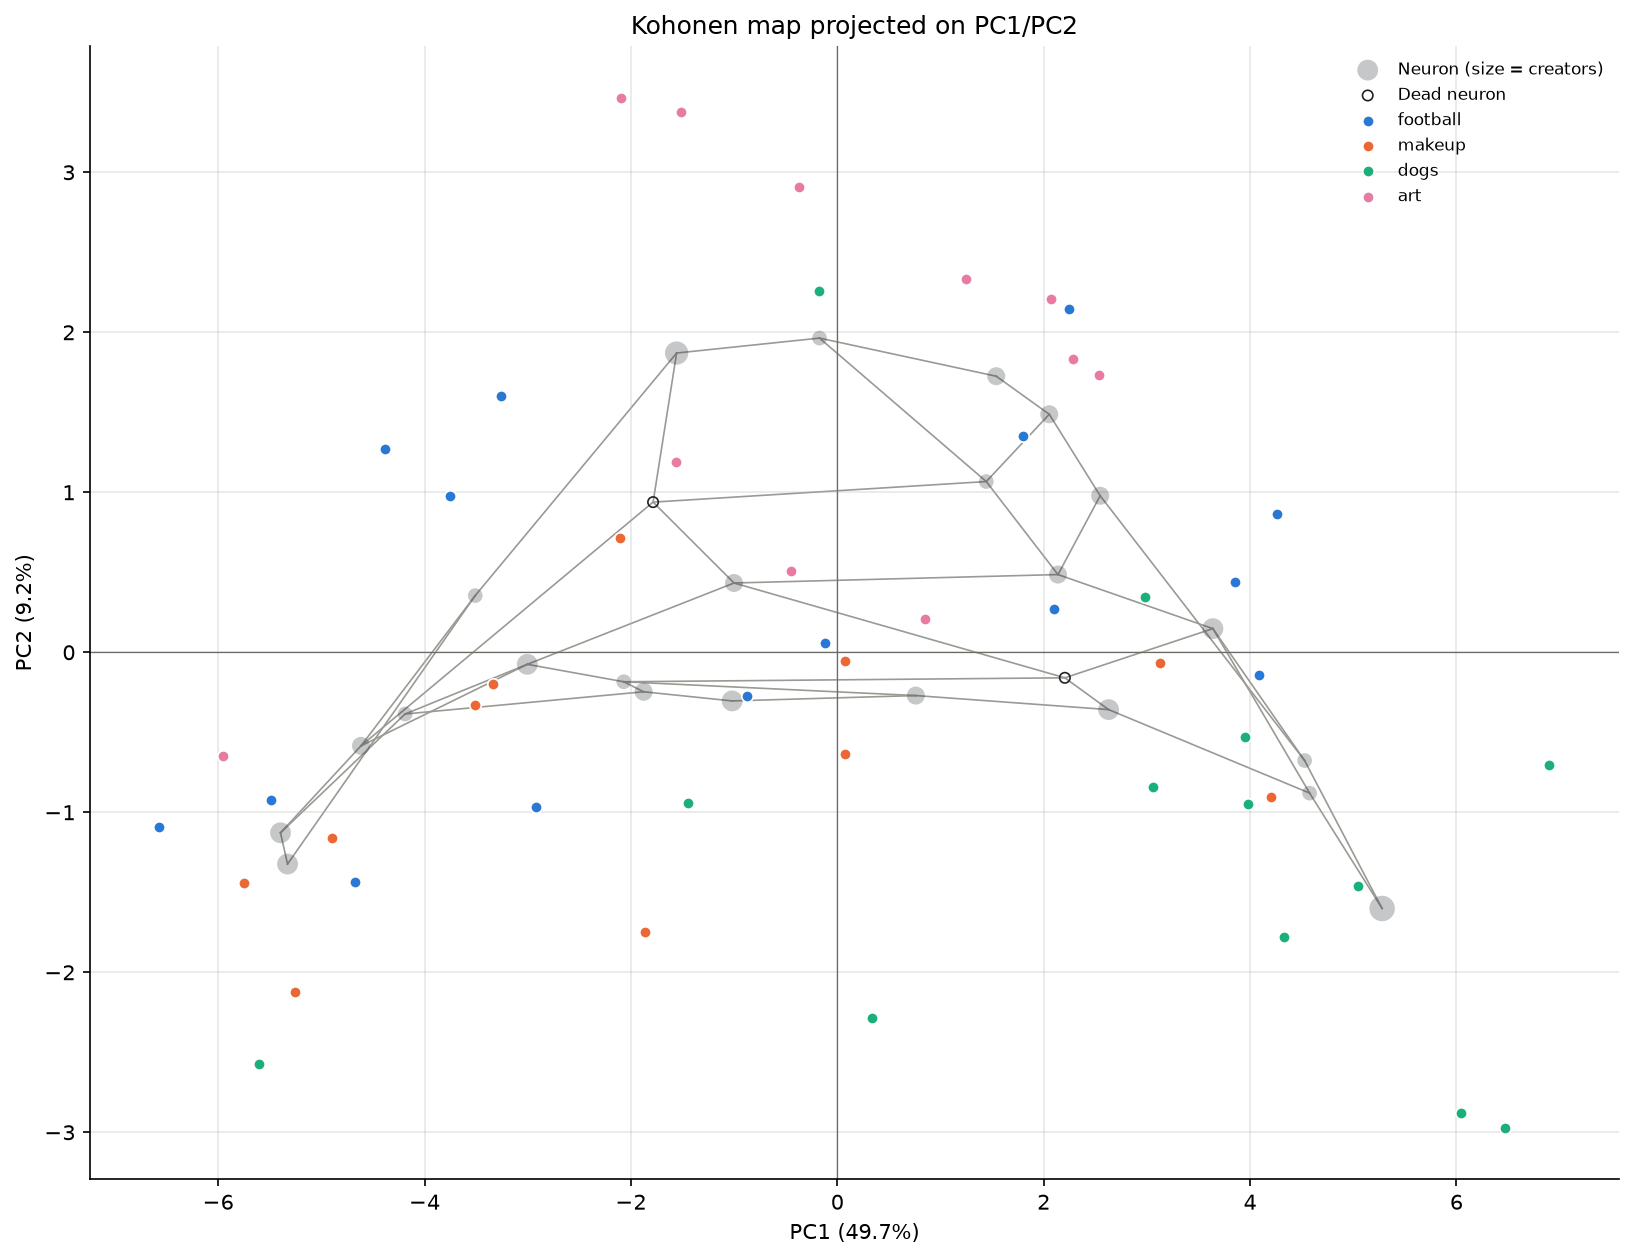 Kohonen map projected on PC1/PC2
Neuron (size = creators)
Dead neuron
football
makeup
dogs
art
3
2
1
0
−1
−2
−3
PC2 (9.2%)
−6 −4 −2 0 2 4 6
PC1 (49.7%)